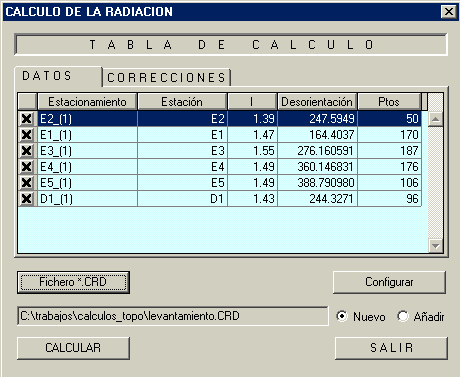 CALCULO DE LA RADIACION
T A B L A D E C A L C U L O
D A T O S C O R R E C C I O N E S
Estacionamiento Estación I Desorientación Ptos
E2_(1) E2 1.39 247.5949 50
E1_(1) E1 1.47 164.4037 170
E3_(1) E3 1.55 276.160591 187
E4_(1) E4 1.49 360.146831 176
E5_(1) E5 1.49 388.790980 106
D1_(1) D1 1.43 244.3271 96
Fichero *.CRD Configurar
C:\trabajos\calculos_topo\levantamiento.CRD Nuevo Añadir
CALCULAR S A L I R